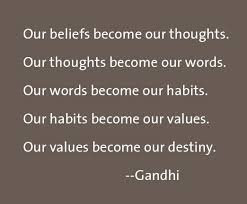 Our beliefs become our thoughts.
Our thoughts become our words.
Our words become our habits.
Our habits become our values.
Our values become our destiny.
--Gandhi